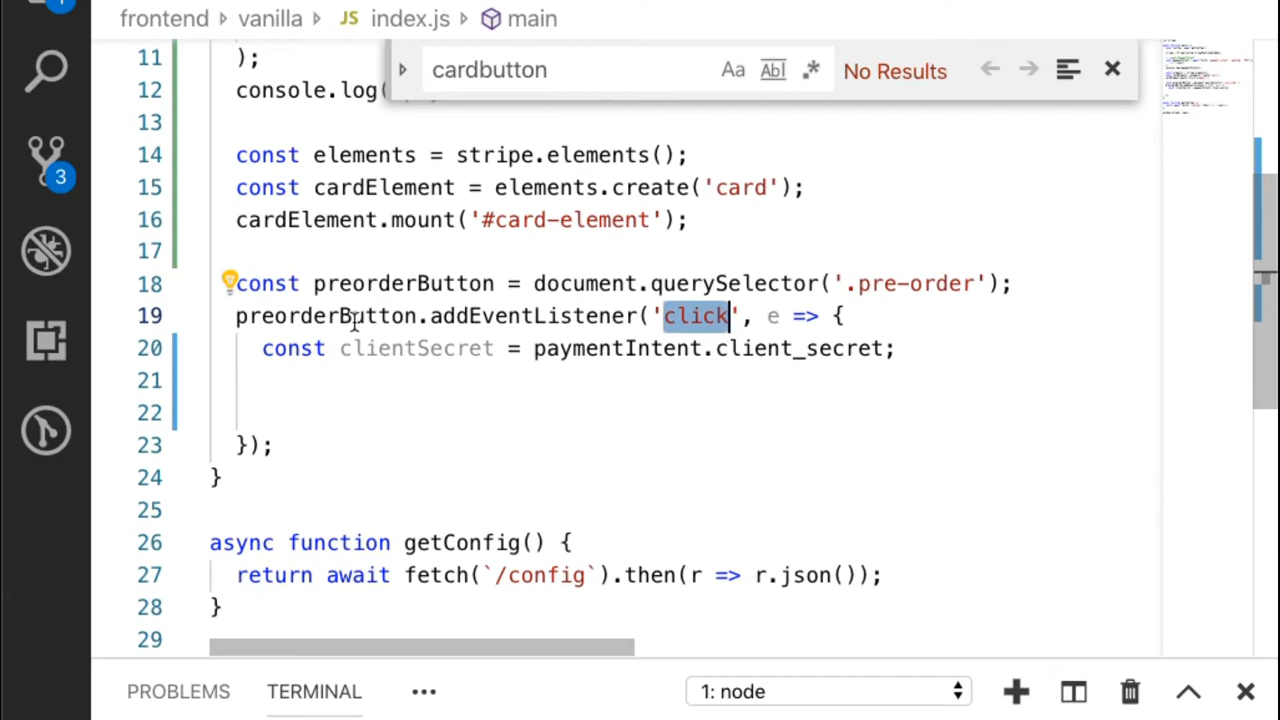 frontend vanilla JS index.js main
cardbutton Aa Abl .* No Results
11 );
12 console.log(
13
14 const elements = stripe.elements();
15 const cardElement = elements.create('card');
16 cardElement.mount('#card-element');
17
18 const preorderButton = document.querySelector('.pre-order');
19 preorderButton.addEventListener('click', e => {
20 const clientSecret = paymentIntent.client_secret;
21
22
23 });
24 }
25
26 async function getConfig() {
27 return await fetch(`/config`).then(r => r.json());
28 }
29
3
PROBLEMS TERMINAL ••• 1: node